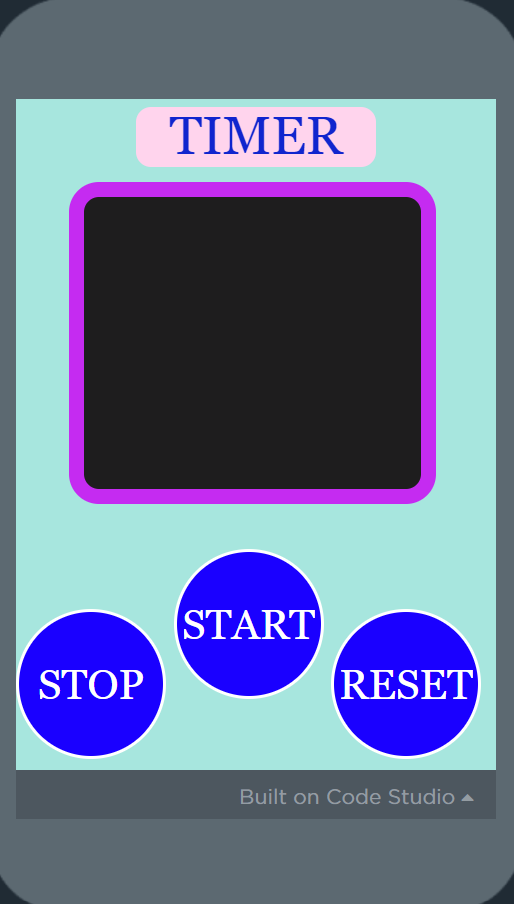 TIMER
START
STOP
RESET
Built on Code Studio